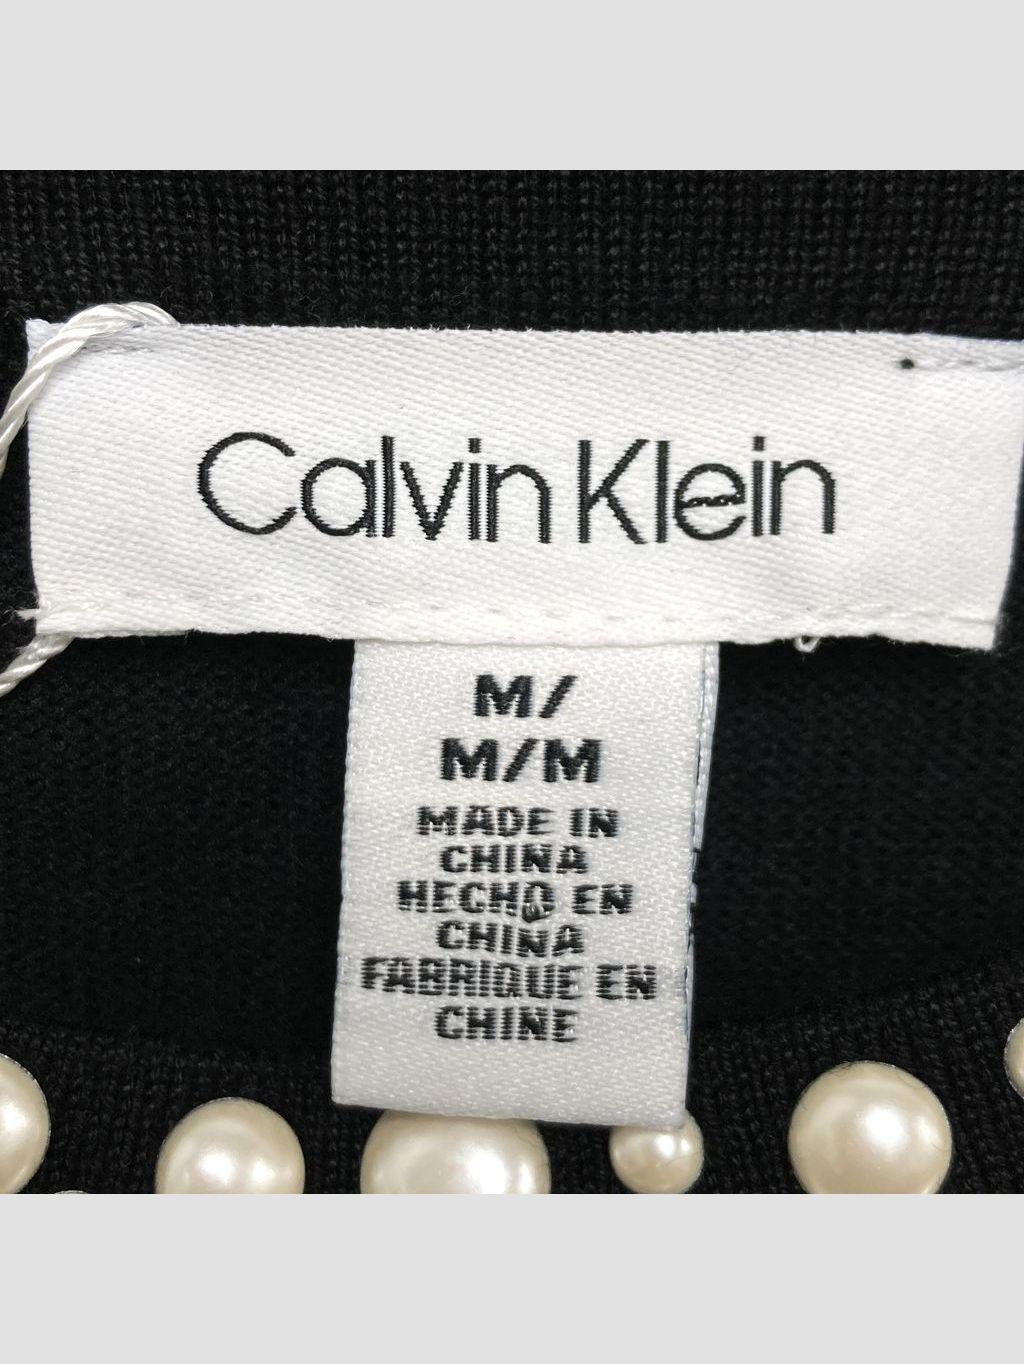 Calvin Klein
M/
M/M
MADE IN
CHINA
HECHO EN
CHINA
FABRIQUE EN
CHINE